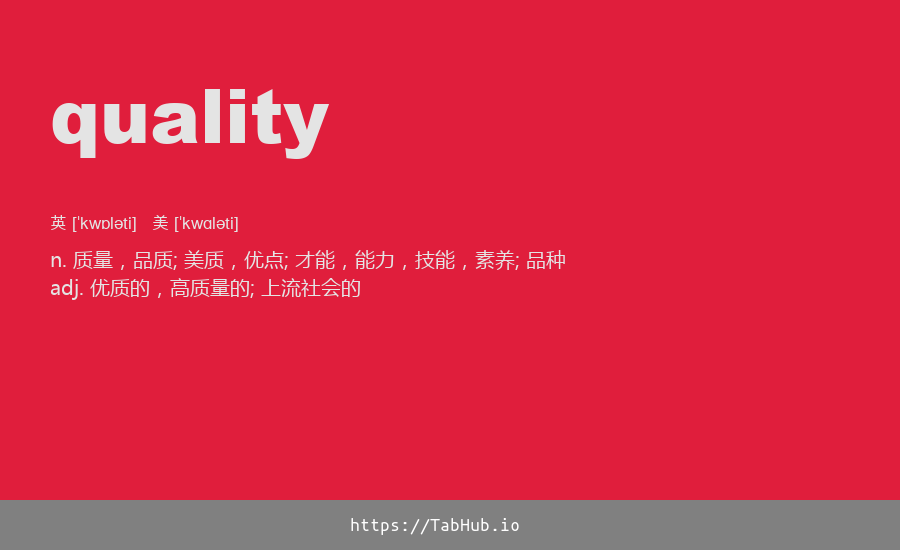 quality
英 [ˈkwɒləti] 美 [ˈkwɑləti]
n. 质量，品质; 美质，优点; 才能，能力，技能，素养; 品种
adj. 优质的，高质量的; 上流社会的
https://TabHub.io